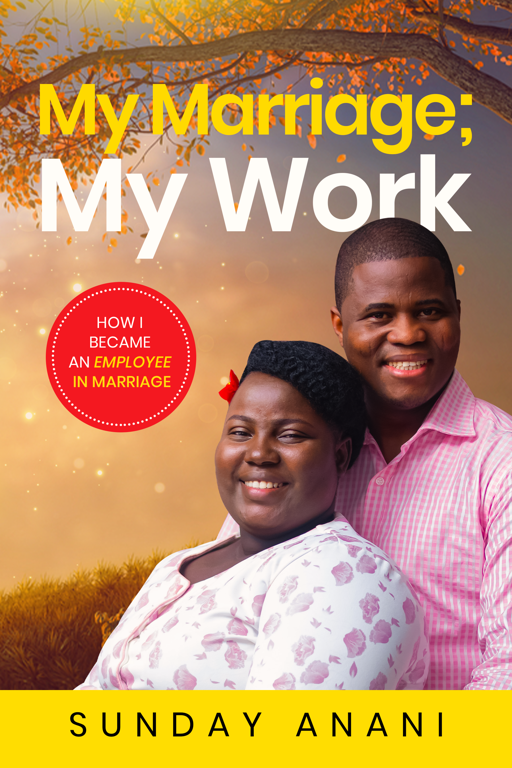 My Marriage;
My Work
HOW I
BECAME
AN EMPLOYEE
IN MARRIAGE
SUNDAY ANANI